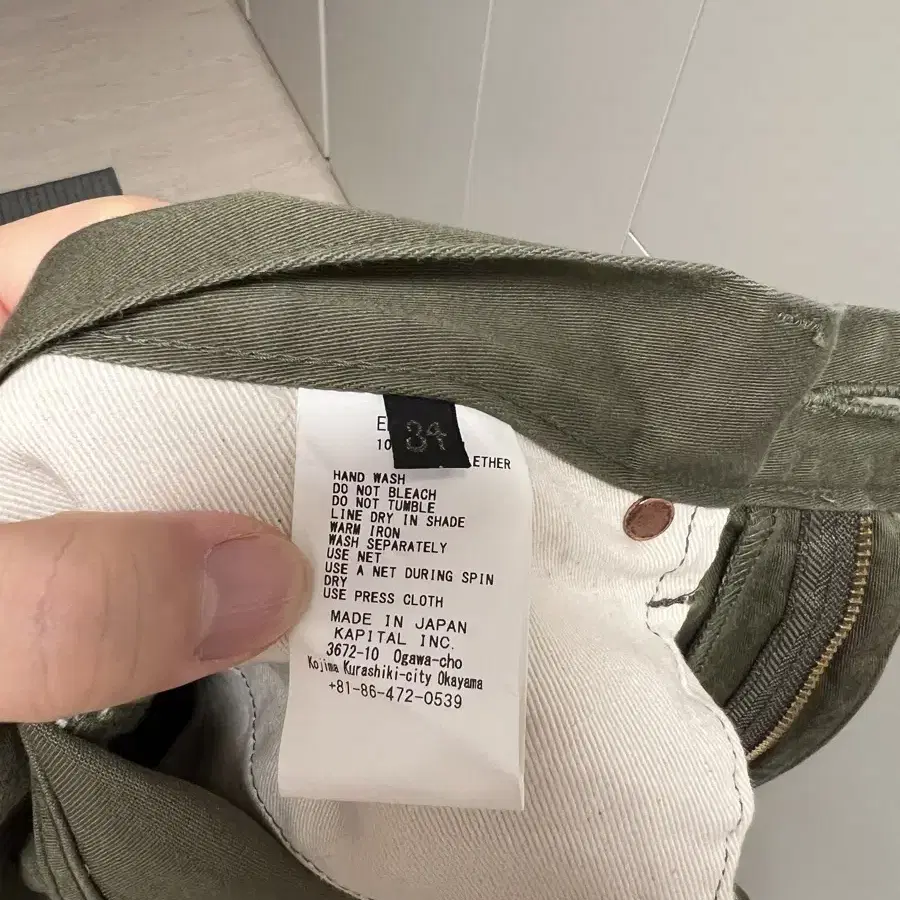 34
HAND WASH
DO NOT BLEACH
DO NOT TUMBLE
LINE DRY IN SHADE
WARM IRON
WASH SEPARATELY
USE NET
USE A NET DURING SPIN
DRY
USE PRESS CLOTH
MADE IN JAPAN
KAPITAL INC.
3672-10 Ogawa-cho
Kojima Kurashiki-city Okayama
+81-86-472-0539